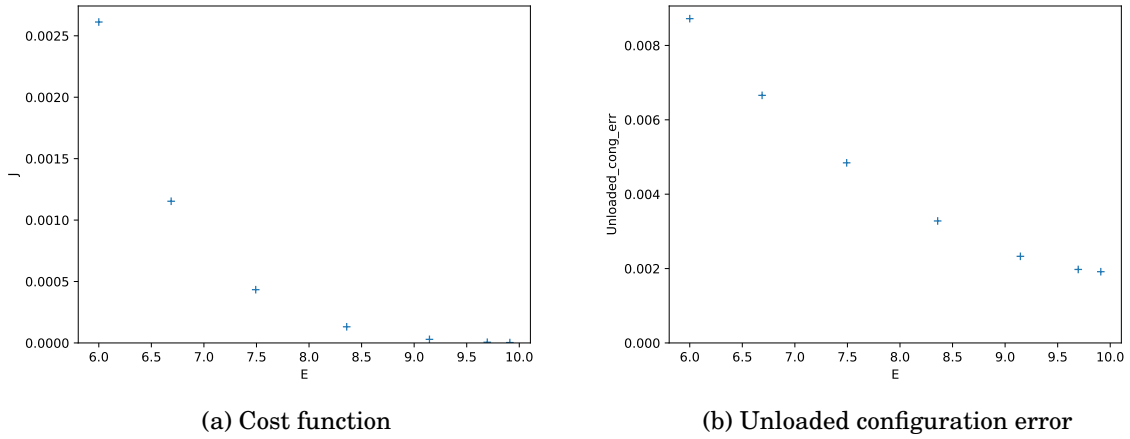 0.0025
0.0020
0.0015
0.0010
0.0005
0.0000
J
6.0 6.5 7.0 7.5 8.0 8.5 9.0 9.5 10.0
E
(a) Cost function
0.008
0.006
0.004
0.002
0.000
Unloaded_cong_err
6.0 6.5 7.0 7.5 8.0 8.5 9.0 9.5 10.0
E
(b) Unloaded configuration error